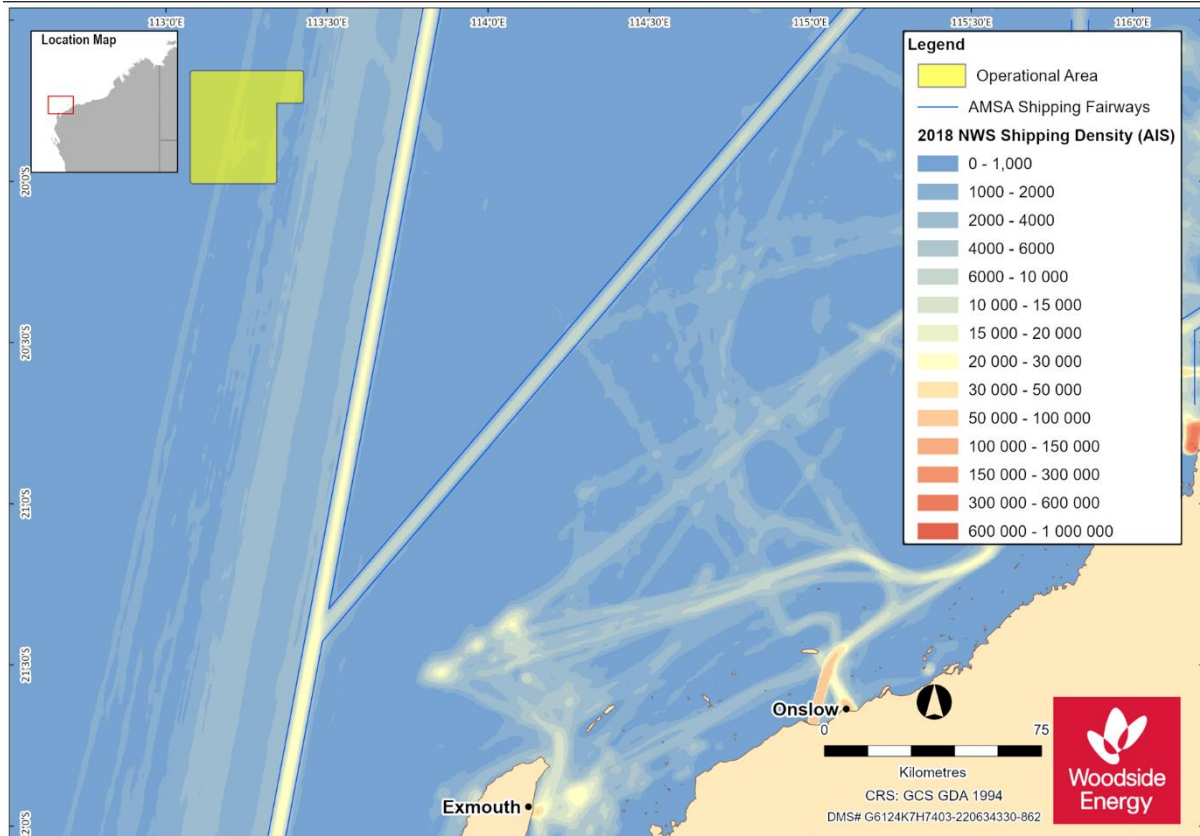 113°0'E
113°30'E
114°0'E
114°30'E
115°0'E
115°30'E
116°0'E
Location Map
20°0'S
20°30'S
21°0'S
21°30'S
22°0'S
Legend
Operational Area
AMSA Shipping Fairways
2018 NWS Shipping Density (AIS)
0 - 1,000
1000 - 2000
2000 - 4000
4000 - 6000
6000 - 10 000
10 000 - 15 000
15 000 - 20 000
20 000 - 30 000
30 000 - 50 000
50 000 - 100 000
100 000 - 150 000
150 000 - 300 000
300 000 - 600 000
600 000 - 1 000 000
Onslow
Exmouth
0
75
Kilometres
CRS: GCS GDA 1994
DMS# G6124K7H7403-220634330-862
Woodside
Energy